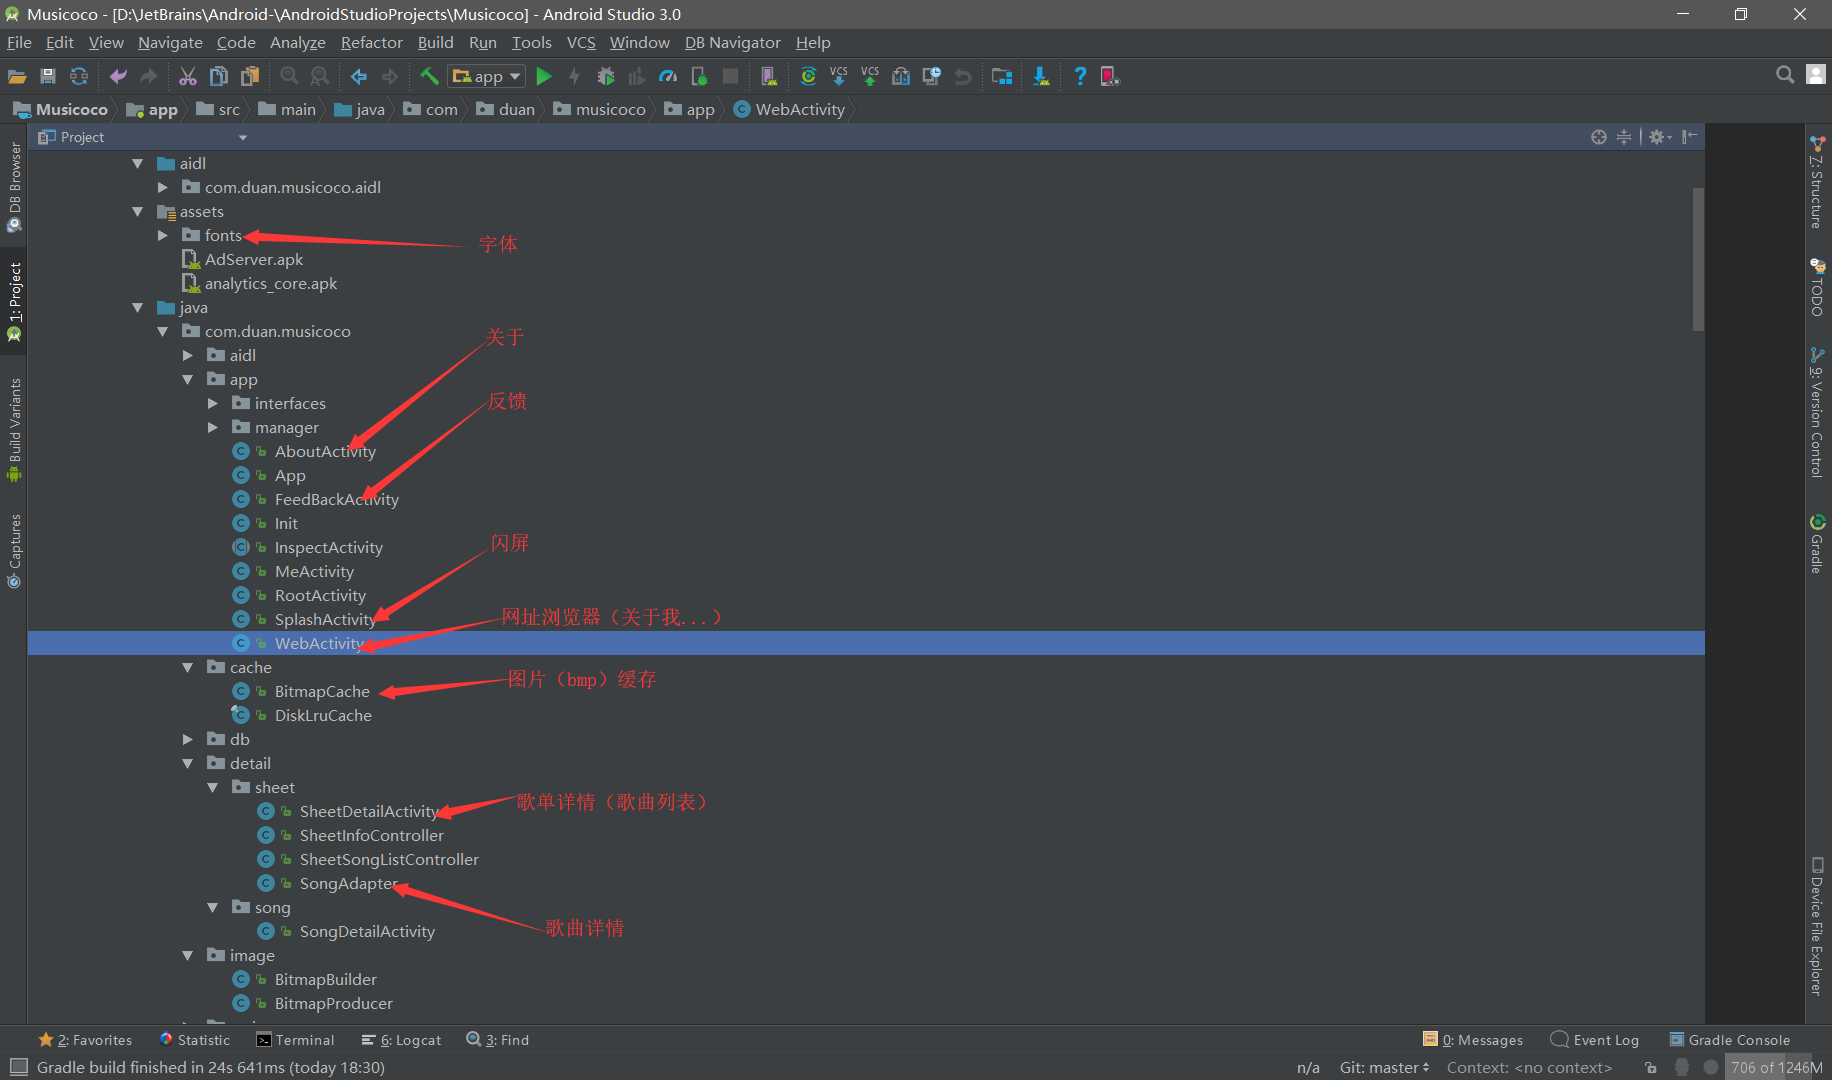 Musicoco - [D:\JetBrains\Android-\AndroidStudioProjects\Musicoco] - Android Studio 3.0
File Edit View Navigate Code Analyze Refactor Build Run Tools VCS Window DB Navigator Help
app
VCS VCS
Musicoco app src main java com duan musicoco app WebActivity
Project
aidl
com.duan.musicoco.aidl
assets
fonts 字体
AdServer.apk
analytics_core.apk
java
com.duan.musicoco
关于
aidl
app
interfaces
反馈
manager
AboutActivity
App
FeedBackActivity
Init
闪屏
InspectActivity
MeActivity
RootActivity
SplashActivity
网址浏览器（关于我...）
WebActivity
cache
图片（bmp）缓存
BitmapCache
DiskLruCache
db
detail
sheet
歌单详情（歌曲列表）
SheetDetailActivity
SheetInfoController
SheetSongListController
SongAdapter
song
歌曲详情
SongDetailActivity
image
BitmapBuilder
BitmapProducer
DB Browser
1: Project
Build Variants
Captures
7: Structure
TODO
9: Version Control
Gradle
Device File Explorer
2: Favorites Statistic Terminal 6: Logcat 3: Find 0: Messages Event Log Gradle Console
Gradle build finished in 24s 641ms (today 18:30) n/a Git: master Context: <no context> 706 of 1246M